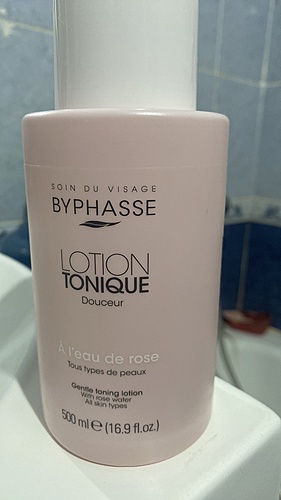 SOIN DU VISAGE
BYPHASSE
LOTION
TONIQUE
Douceur
À l'eau de rose
Tous types de peaux
Gentle toning lotion
With rose water
All skin types
500 ml ℮ (16.9 fl.oz.)